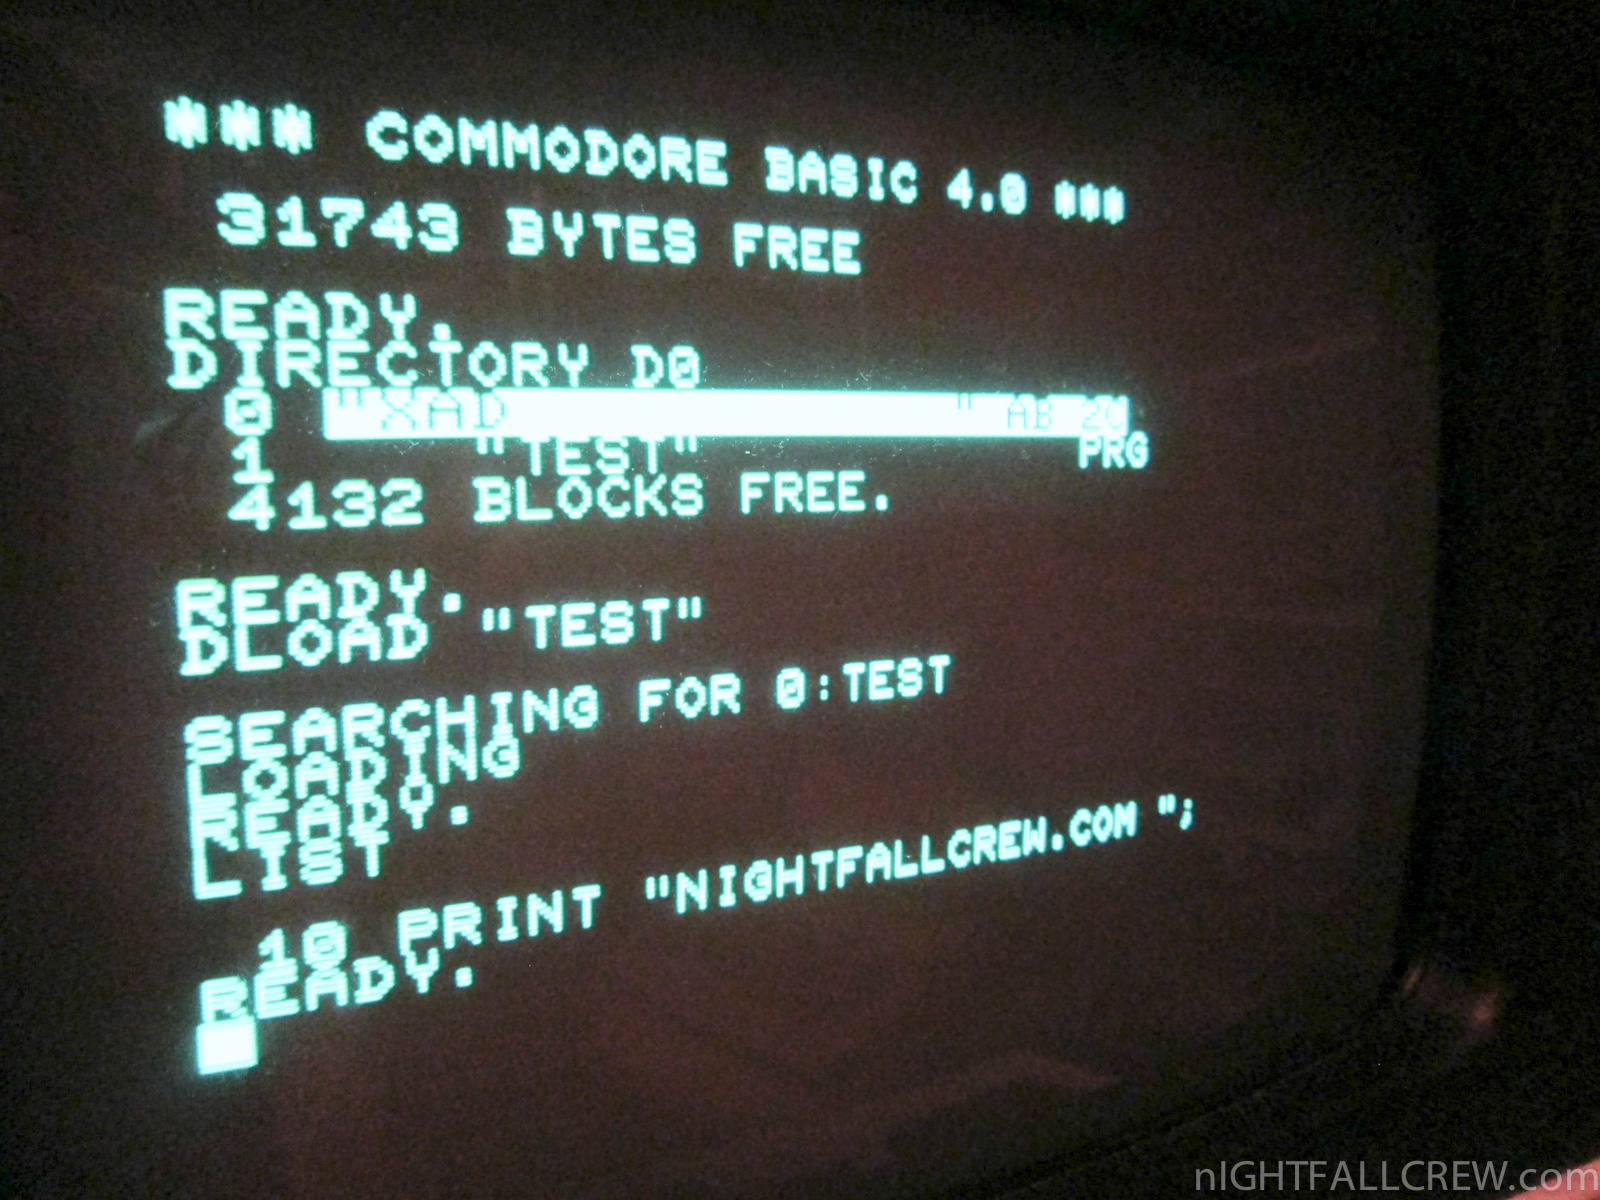 *** COMMODORE BASIC 4.0 ***
31743 BYTES FREE
READY.
DIRECTORY D0
0 "XAD " AB 2C
1 "TEST" PRG
4132 BLOCKS FREE.
READY.
DLOAD "TEST"
SEARCHING FOR 0:TEST
LOADING
READY.
LIST
10 PRINT "NIGHTFALLCREW.COM ";
READY.
nIGHTFALLCREW.com